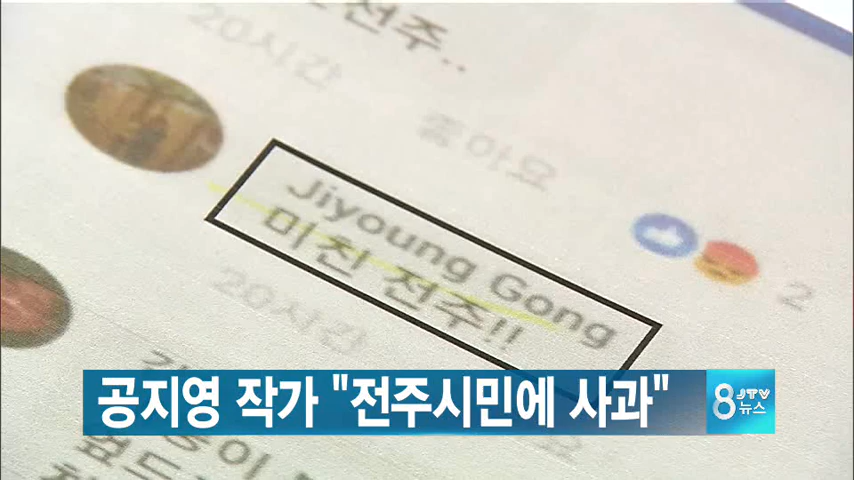 전주..
20시간
좋아요
Jiyoung Gong
미친 전주!!
2
20시간
공지영 작가 "전주시민에 사과"
8 JTV
뉴스
요